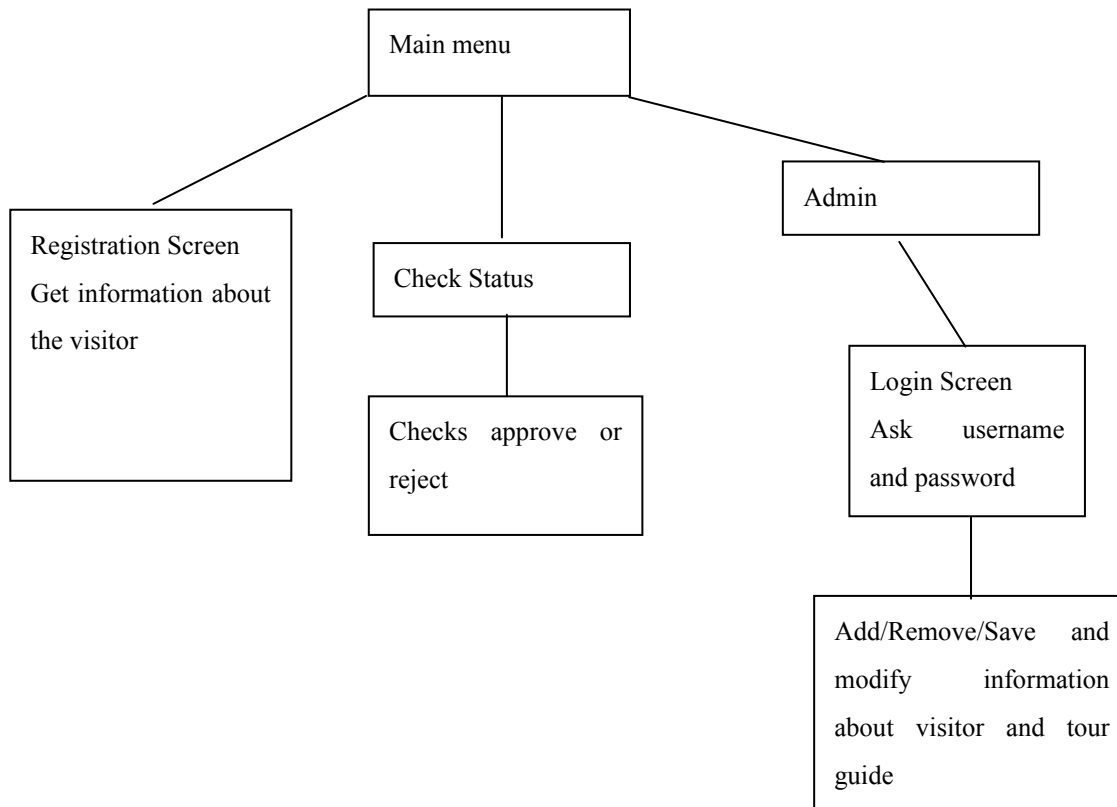 Main menu
Admin
Registration Screen
Get information about
the visitor
Check Status
Checks approve or
reject
Login Screen
Ask username
and password
Add/Remove/Save and
modify information
about visitor and tour
guide